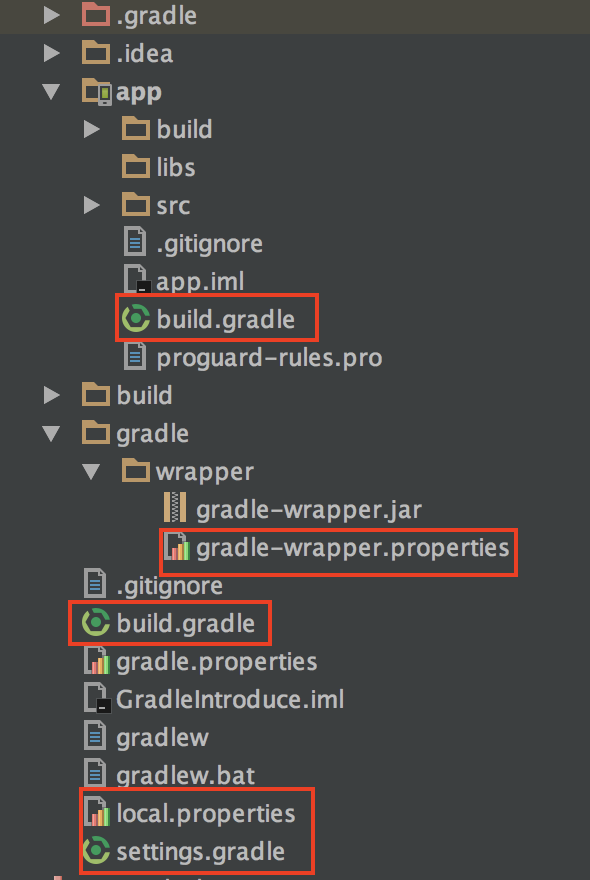 .gradle
.idea
app
build
libs
src
.gitignore
app.iml
build.gradle
proguard-rules.pro
build
gradle
wrapper
gradle-wrapper.jar
gradle-wrapper.properties
.gitignore
build.gradle
gradle.properties
GradleIntroduce.iml
gradlew
gradlew.bat
local.properties
settings.gradle